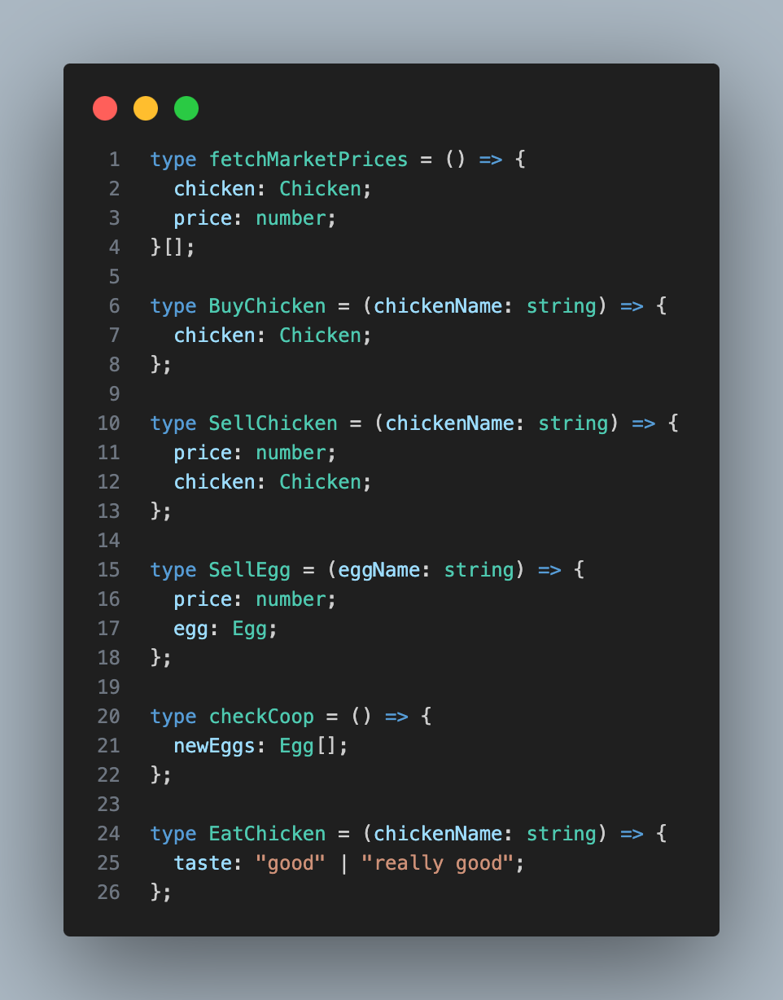 1 type fetchMarketPrices = () => {
2   chicken: Chicken;
3   price: number;
4 }[];
5
6 type BuyChicken = (chickenName: string) => {
7   chicken: Chicken;
8 };
9
10 type SellChicken = (chickenName: string) => {
11   price: number;
12   chicken: Chicken;
13 };
14
15 type SellEgg = (eggName: string) => {
16   price: number;
17   egg: Egg;
18 };
19
20 type checkCoop = () => {
21   newEggs: Egg[];
22 };
23
24 type EatChicken = (chickenName: string) => {
25   taste: "good" | "really good";
26 };